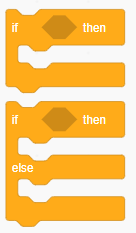 if then
if then
else